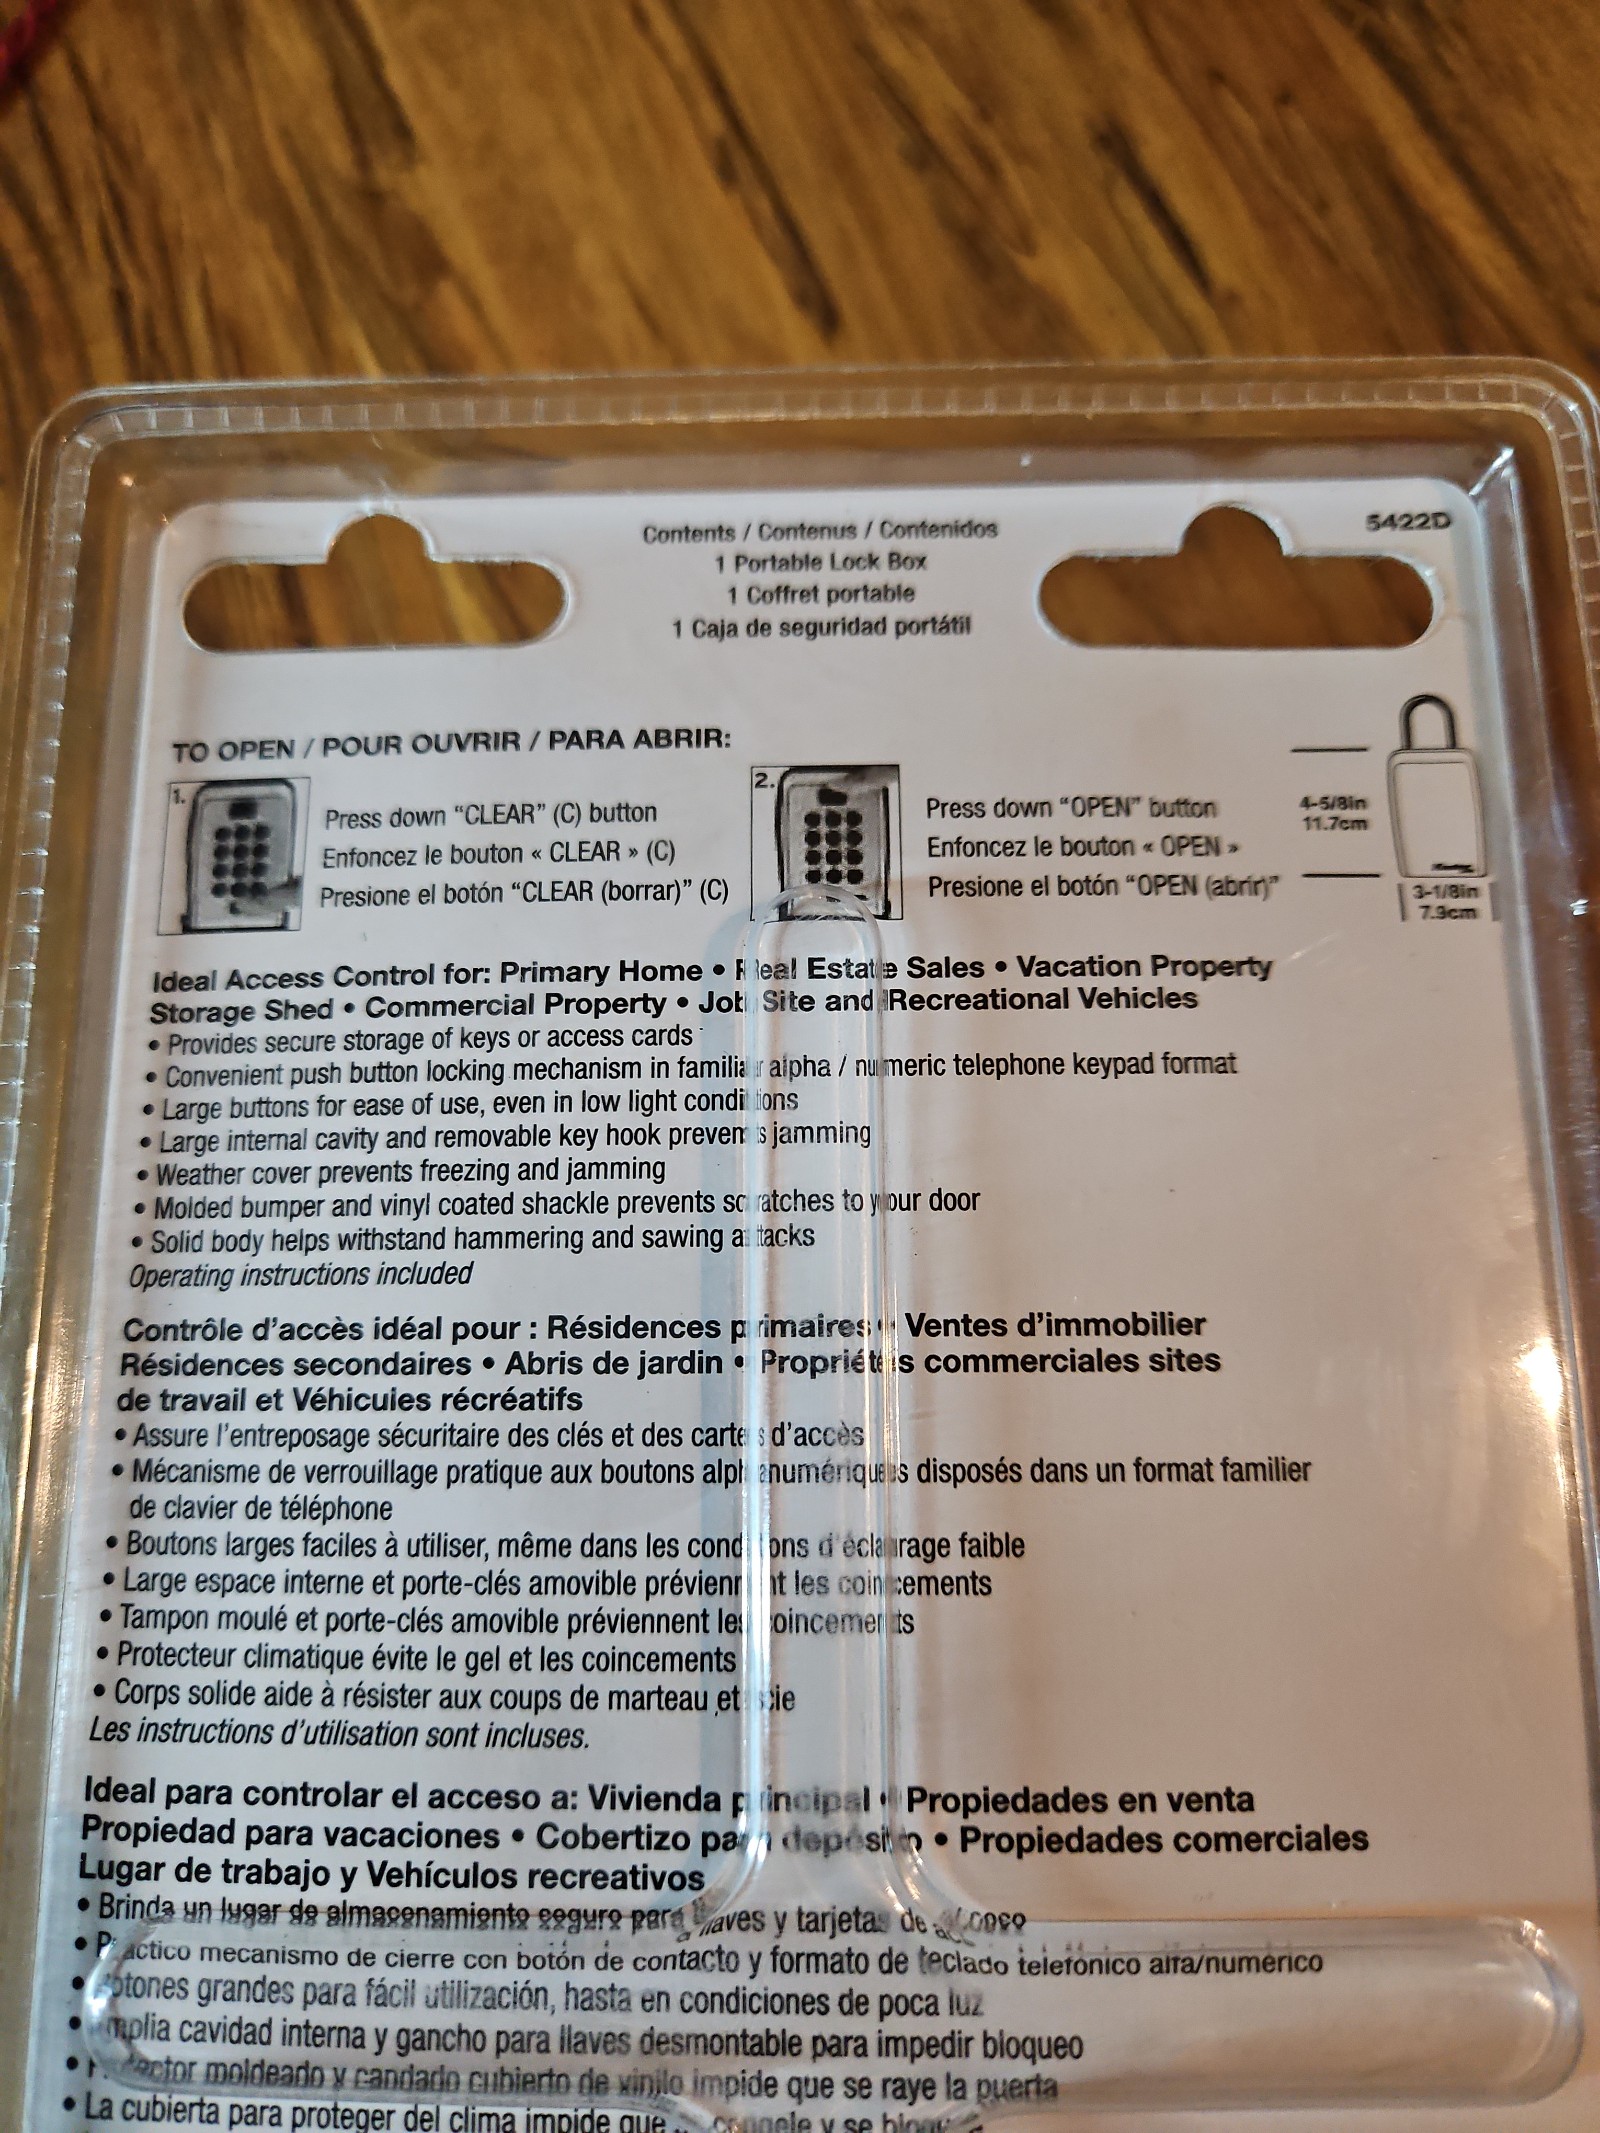 Contents / Contenus / Contenidos
1 Portable Lock Box
1 Coffret portable
1 Caja de seguridad portátil
5422D
TO OPEN / POUR OUVRIR / PARA ABRIR:
1.
Press down “CLEAR” (C) button
Enfoncez le bouton « CLEAR » (C)
Presione el botón “CLEAR (borrar)” (C)
2.
Press down “OPEN” button
Enfoncez le bouton « OPEN »
Presione el botón “OPEN (abrir)”
4-5/8in
11.7cm
3-1/8in
7.9cm
Ideal Access Control for: Primary Home • Real Estate Sales • Vacation Property
Storage Shed • Commercial Property • Job Site and Recreational Vehicles
• Provides secure storage of keys or access cards
• Convenient push button locking mechanism in familiar alpha / numeric telephone keypad format
• Large buttons for ease of use, even in low light conditions
• Large internal cavity and removable key hook prevents jamming
• Weather cover prevents freezing and jamming
• Molded bumper and vinyl coated shackle prevents scratches to your door
• Solid body helps withstand hammering and sawing attacks
Operating instructions included
Contrôle d’accès idéal pour : Résidences primaires • Ventes d’immobilier
Résidences secondaires • Abris de jardin • Propriétés commerciales sites
de travail et Véhicules récréatifs
• Assure l’entreposage sécuritaire des clés et des cartes d’accès
• Mécanisme de verrouillage pratique aux boutons alphanumériques disposés dans un format familier
de clavier de téléphone
• Boutons larges faciles à utiliser, même dans les conditions d’éclairage faible
• Large espace interne et porte-clés amovible préviennent les coincements
• Tampon moulé et porte-clés amovible préviennent les coincements
• Protecteur climatique évite le gel et les coincements
• Corps solide aide à résister aux coups de marteau et scie
Les instructions d’utilisation sont incluses.
Ideal para controlar el acceso a: Vivienda principal • Propiedades en venta
Propiedad para vacaciones • Cobertizo para depósito • Propiedades comerciales
Lugar de trabajo y Vehículos recreativos
• Brinda un lugar de almacenamiento seguro para llaves y tarjetas de acceso
• Práctico mecanismo de cierre con botón de contacto y formato de teclado telefónico alfa/numérico
• Botones grandes para fácil utilización, hasta en condiciones de poca luz
• Amplia cavidad interna y gancho para llaves desmontable para impedir bloqueo
• Protector moldeado y candado cubierto de vinilo impide que se raye la puerta
• La cubierta para proteger del clima impide que se congele y se